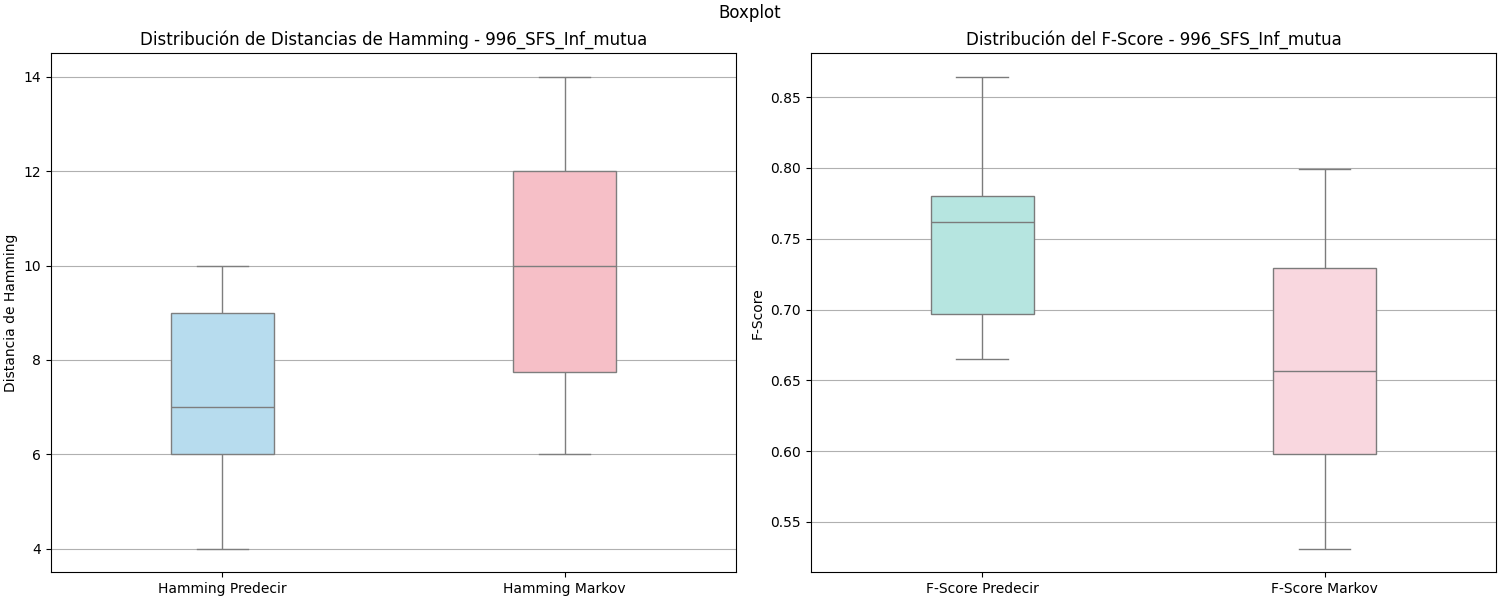 Boxplot
Distribución de Distancias de Hamming - 996_SFS_Inf_mutua
14
12
10
8
6
4
Distancia de Hamming
Hamming Predecir
Hamming Markov
Distribución del F-Score - 996_SFS_Inf_mutua
0.85
0.80
0.75
0.70
0.65
0.60
0.55
F-Score
F-Score Predecir
F-Score Markov